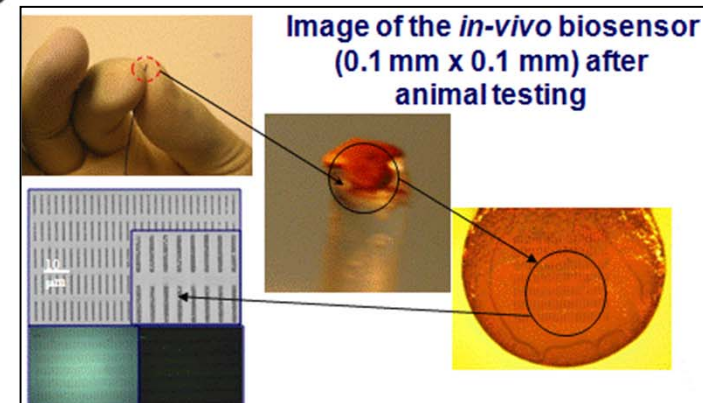 Image of the in-vivo biosensor
(0.1 mm x 0.1 mm) after
animal testing
10
μm